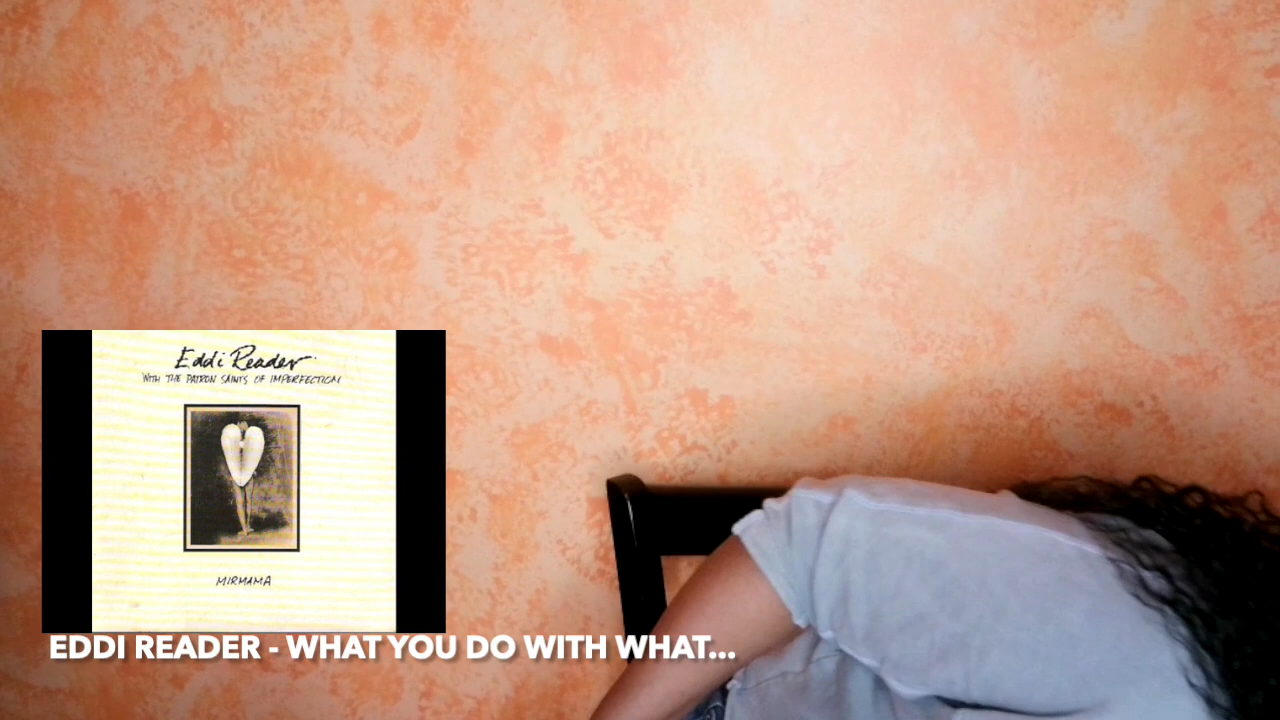 Eddi Reader
WITH THE PATRON SAINTS OF IMPERFECTION
MIRMAMA
EDDI READER - WHAT YOU DO WITH WHAT...